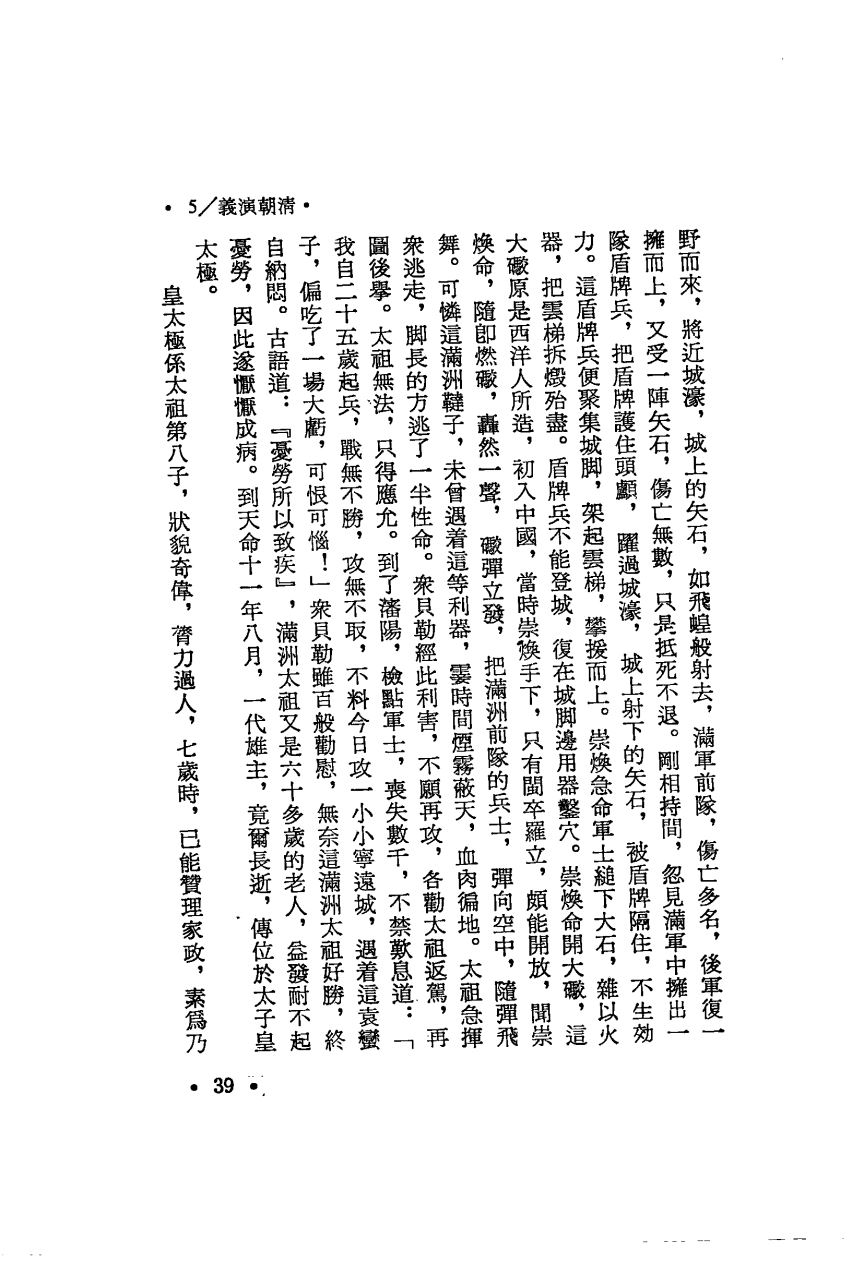 • 5／義演朝清 •
野而來，將近城濠，城上的矢石，如飛蝗般射去，滿軍前隊，傷亡多名，後軍復一
擁而上，又受一陣矢石，傷亡無數，只是抵死不退。剛相持間，忽見滿軍中擁出一
隊盾牌兵，把盾牌護住頭顱，躍過城濠，城上射下的矢石，被盾牌隔住，不生効
力。這盾牌兵便聚集城脚，架起雲梯，攀援而上。崇煥急命軍士縋下大石，雜以火
器，把雲梯拆燬殆盡。盾牌兵不能登城，復在城脚邊用器鑿穴。崇煥命開大礮，這
大礮原是西洋人所造，初入中國，當時崇煥手下，只有閩卒羅立，頗能開放，聞崇
煥命，隨卽燃礮，轟然一聲，礮彈立發，把滿洲前隊的兵士，彈向空中，隨彈飛
舞。可憐這滿洲韃子，未曾遇着這等利器，霎時間煙霧蔽天，血肉徧地。太祖急揮
衆逃走，脚長的方逃了一半性命。衆貝勒經此利害，不願再攻，各勸太祖返駕，再
圖後擧。太祖無法，只得應允。到了瀋陽，檢點軍士，喪失數千，不禁歎息道：「
我自二十五歲起兵，戰無不勝，攻無不取，不料今日攻一小小寧遠城，遇着這袁蠻
子，偏吃了一場大虧，可恨可惱！」衆貝勒雖百般勸慰，無奈這滿洲太祖好勝，終
自納悶。古語道：『憂勞所以致疾』，滿洲太祖又是六十多歲的老人，益發耐不起
憂勞，因此遂懨懨成病。到天命十一年八月，一代雄主，竟爾長逝，傳位於太子皇
太極。
皇太極係太祖第八子，狀貌奇偉，膂力過人，七歲時，已能贊理家政，素爲乃
• 39 •